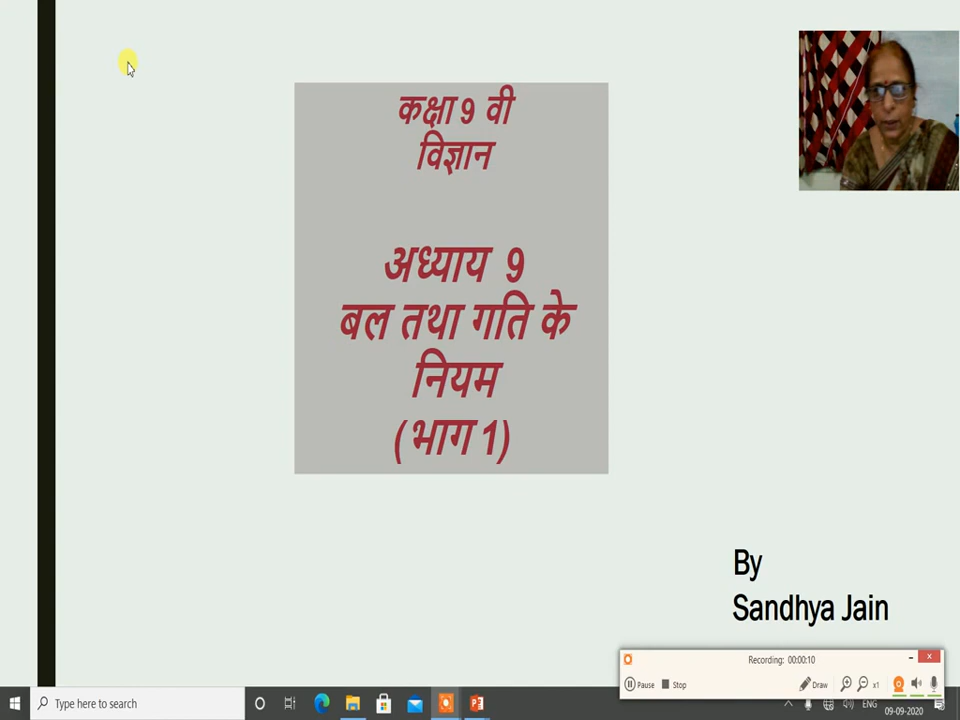 कक्षा 9 वी
विज्ञान
अध्याय 9
बल तथा गति के
नियम
(भाग 1)
By
Sandhya Jain
Recording: 00:00:10
Pause Stop Draw x1
Type here to search
ENG
09-09-2020